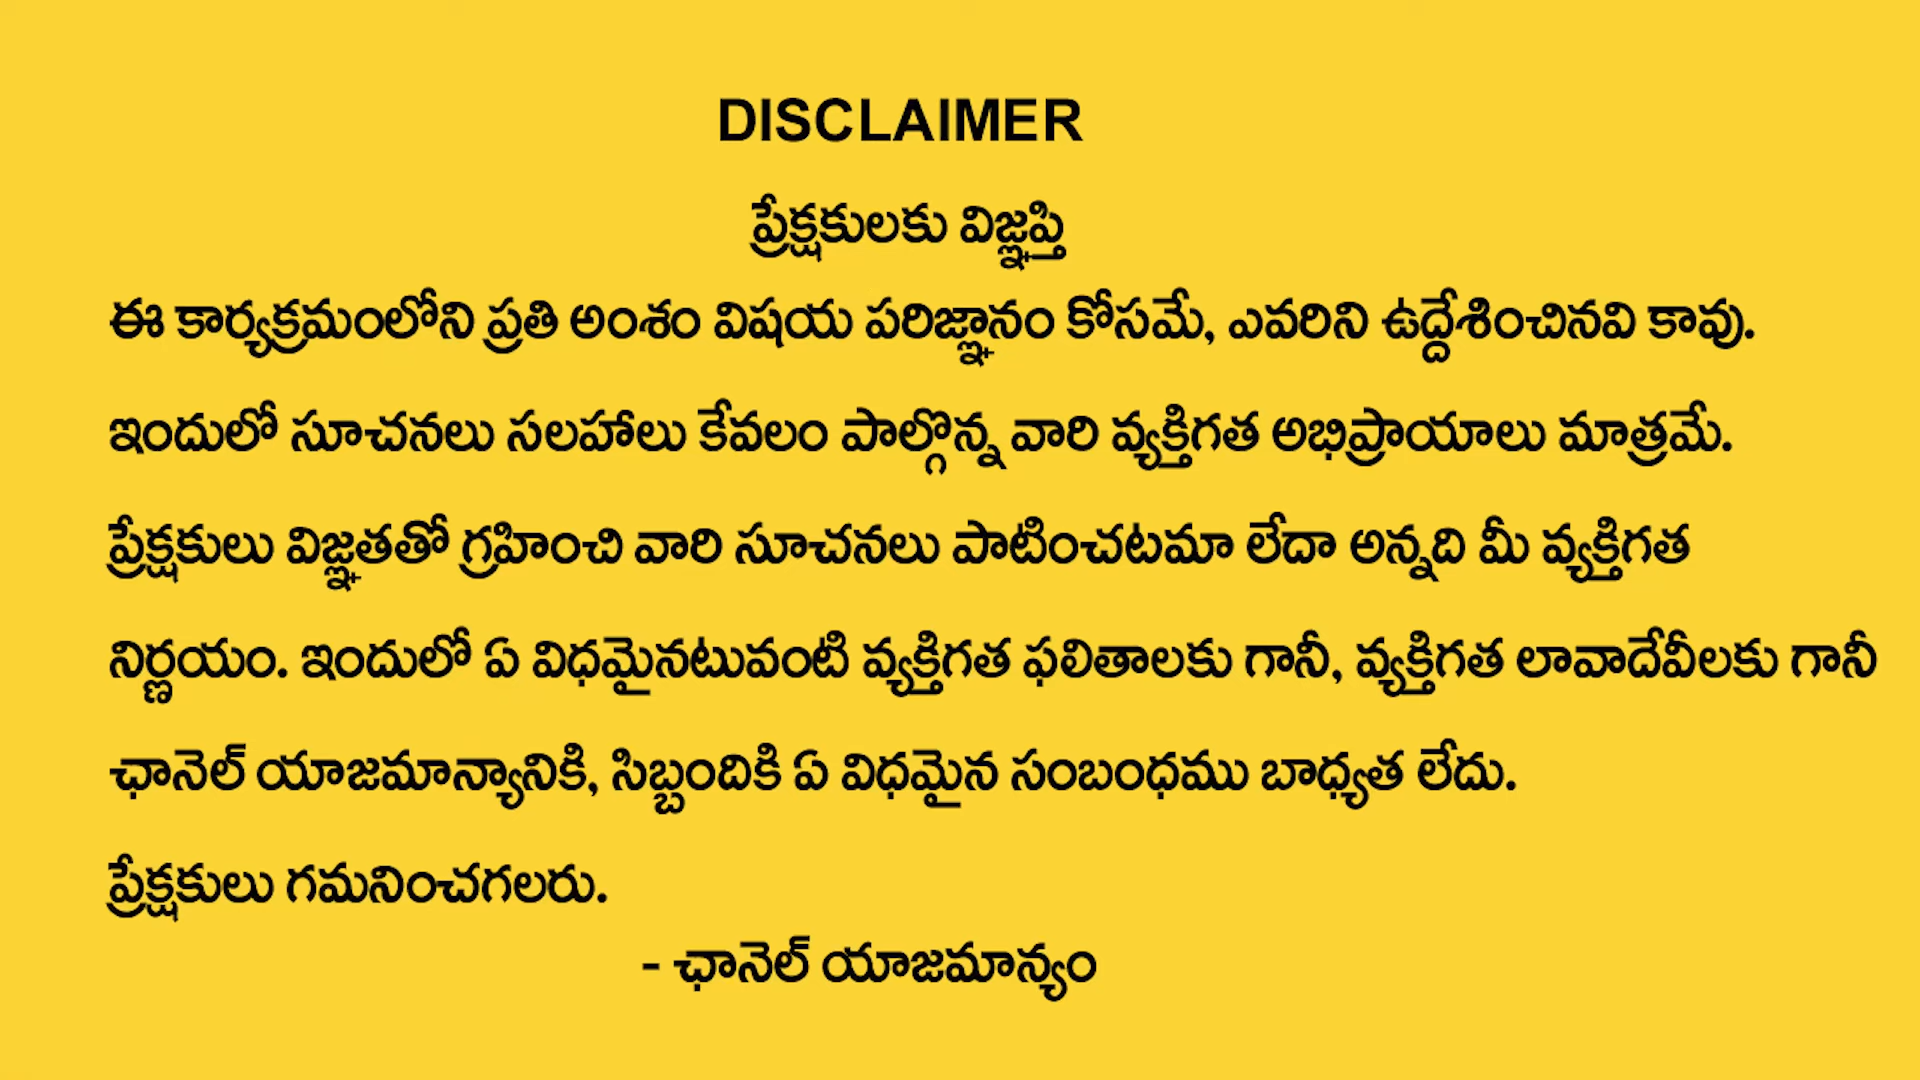 DISCLAIMER
ప్రేక్షకులకు విజ్ఞప్తి
ఈ కార్యక్రమంలోని ప్రతి అంశం విషయ పరిజ్ఞానం కోసమే, ఎవరిని ఉద్దేశించినవి కావు.
ఇందులో సూచనలు సలహాలు కేవలం పాల్గొన్న వారి వ్యక్తిగత అభిప్రాయాలు మాత్రమే.
ప్రేక్షకులు విజ్ఞతతో గ్రహించి వారి సూచనలు పాటించటమా లేదా అన్నది మీ వ్యక్తిగత
నిర్ణయం. ఇందులో ఏ విధమైనటువంటి వ్యక్తిగత ఫలితాలకు గానీ, వ్యక్తిగత లావాదేవీలకు గానీ
ఛానెల్ యాజమాన్యానికి, సిబ్బందికి ఏ విధమైన సంబంధము బాధ్యత లేదు.
ప్రేక్షకులు గమనించగలరు.
- ఛానెల్ యాజమాన్యం